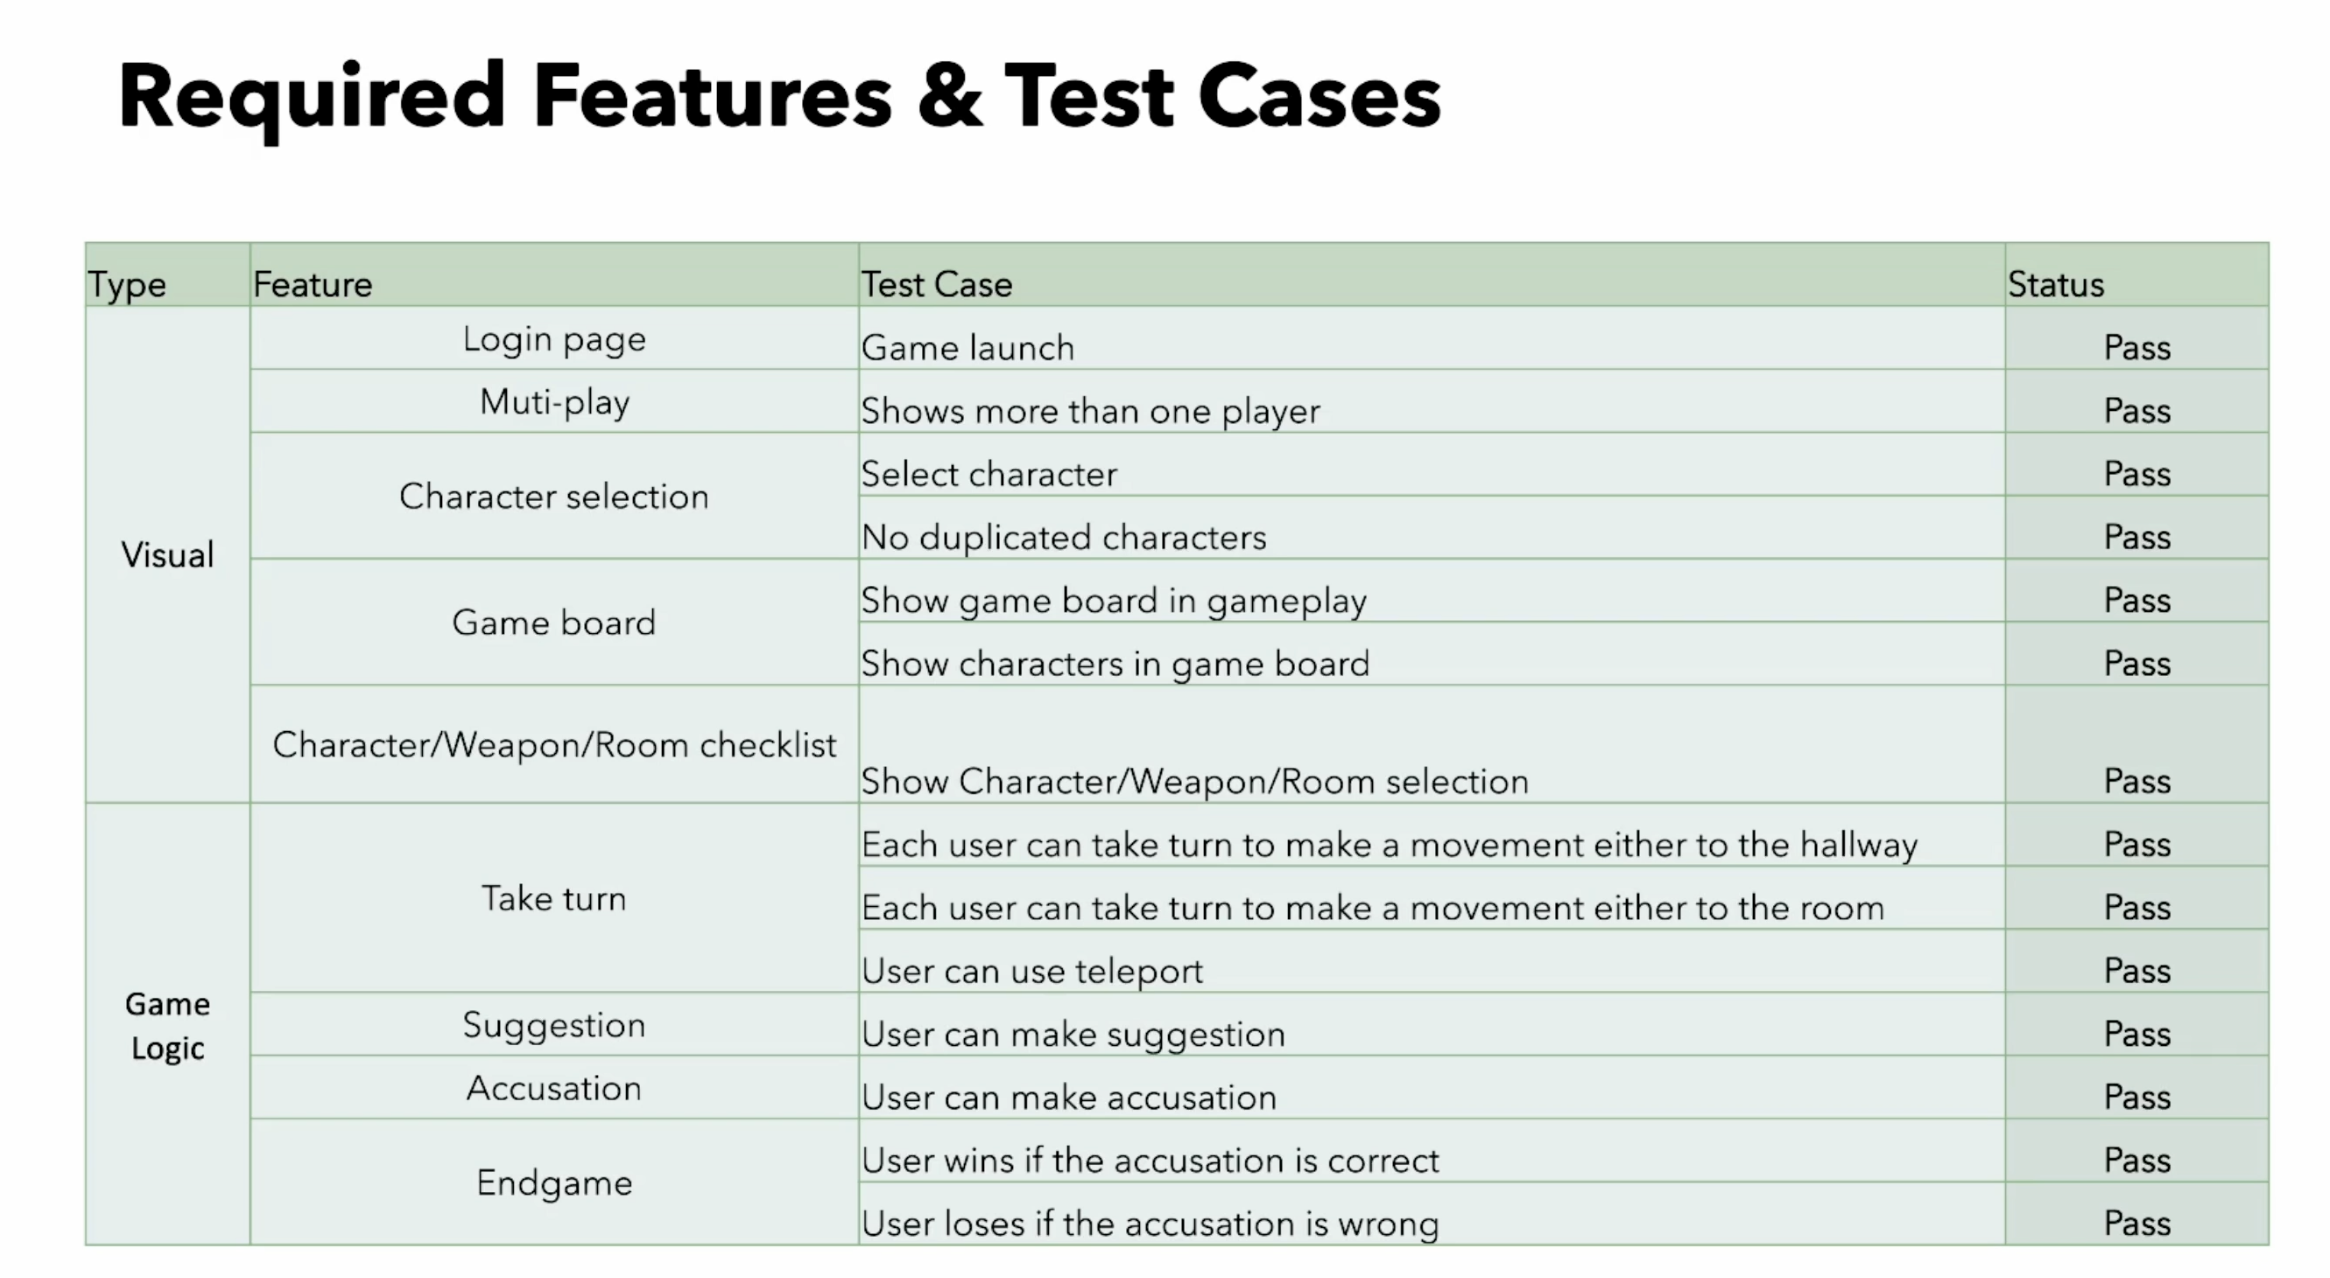 Required Features & Test Cases
Type Feature Test Case Status
Visual
Login page Game launch Pass
Muti-play Shows more than one player Pass
Character selection Select character Pass
No duplicated characters Pass
Game board Show game board in gameplay Pass
Show characters in game board Pass
Character/Weapon/Room checklist Show Character/Weapon/Room selection Pass
Game
Logic
Take turn Each user can take turn to make a movement either to the hallway Pass
Each user can take turn to make a movement either to the room Pass
User can use teleport Pass
Suggestion User can make suggestion Pass
Accusation User can make accusation Pass
Endgame User wins if the accusation is correct Pass
User loses if the accusation is wrong Pass